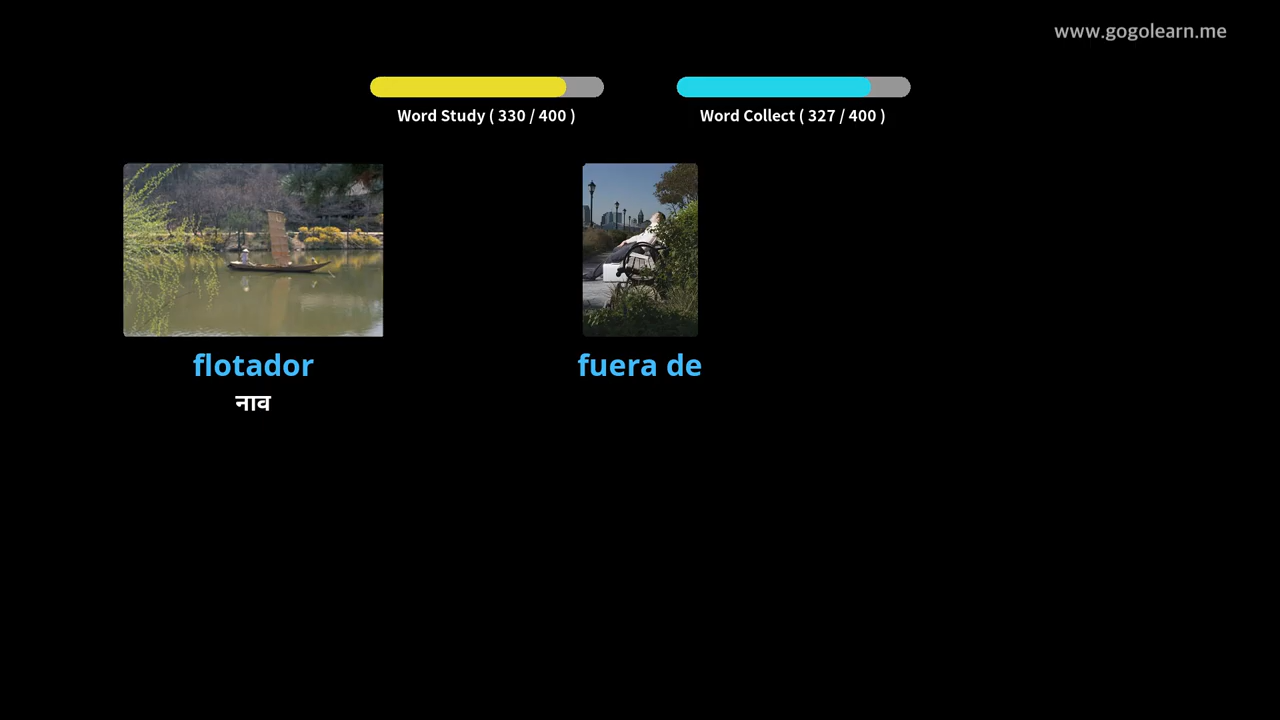 www.gogolearn.me
Word Study ( 330 / 400 )
Word Collect ( 327 / 400 )
flotador
fuera de
नाव